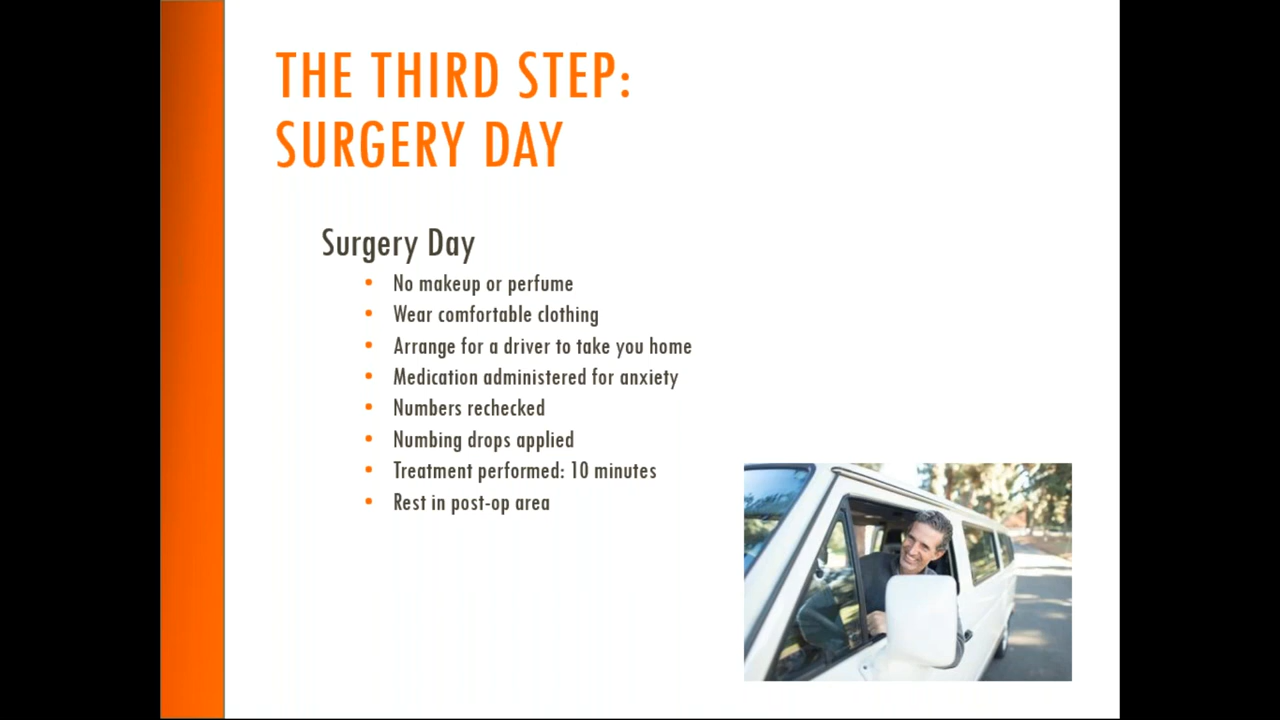 THE THIRD STEP:
SURGERY DAY
Surgery Day
• No makeup or perfume
• Wear comfortable clothing
• Arrange for a driver to take you home
• Medication administered for anxiety
• Numbers rechecked
• Numbing drops applied
• Treatment performed: 10 minutes
• Rest in post-op area